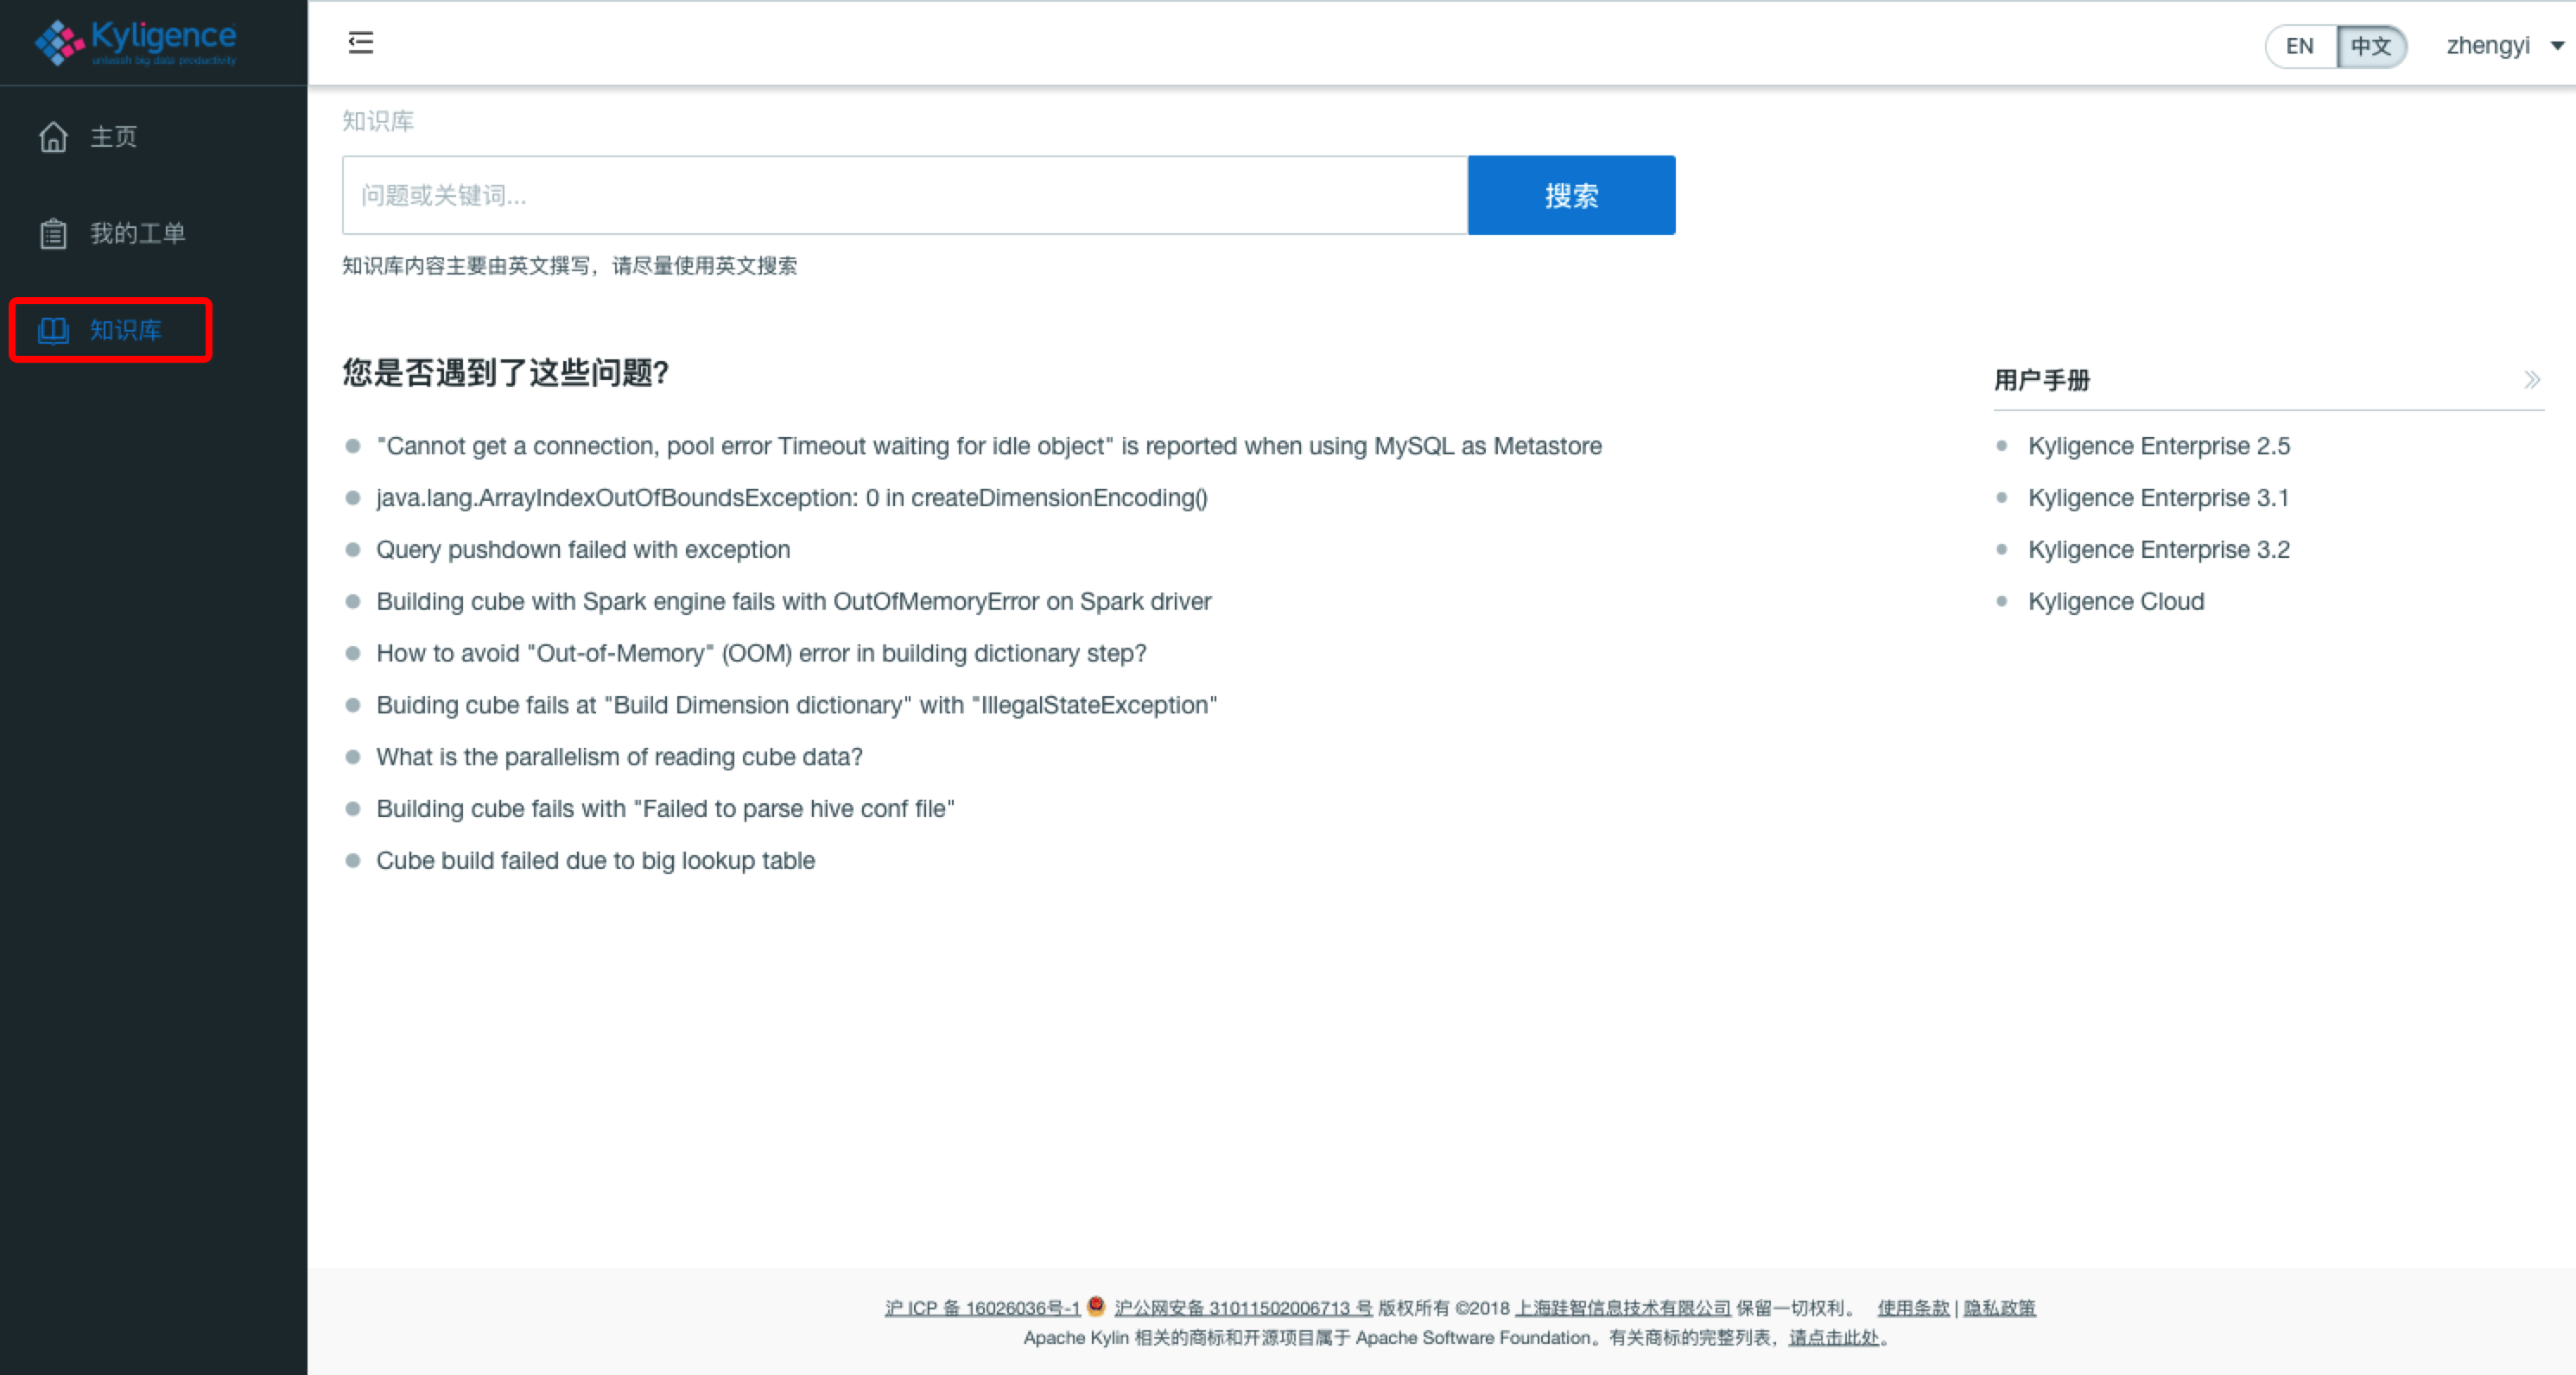 Kyligence
unleash big data productivity
EN 中文 zhengyi
主页
我的工单
知识库
知识库
问题或关键词...
搜索
知识库内容主要由英文撰写，请尽量使用英文搜索
您是否遇到了这些问题?
"Cannot get a connection, pool error Timeout waiting for idle object" is reported when using MySQL as Metastore
java.lang.ArrayIndexOutOfBoundsException: 0 in createDimensionEncoding()
Query pushdown failed with exception
Building cube with Spark engine fails with OutOfMemoryError on Spark driver
How to avoid "Out-of-Memory" (OOM) error in building dictionary step?
Buiding cube fails at "Build Dimension dictionary" with "IllegalStateException"
What is the parallelism of reading cube data?
Building cube fails with "Failed to parse hive conf file"
Cube build failed due to big lookup table
用户手册
Kyligence Enterprise 2.5
Kyligence Enterprise 3.1
Kyligence Enterprise 3.2
Kyligence Cloud
沪 ICP 备 16026036号-1 沪公网安备 31011502006713 号 版权所有 ©2018 上海跬智信息技术有限公司 保留一切权利。 使用条款 | 隐私政策
Apache Kylin 相关的商标和开源项目属于 Apache Software Foundation。有关商标的完整列表，请点击此处。